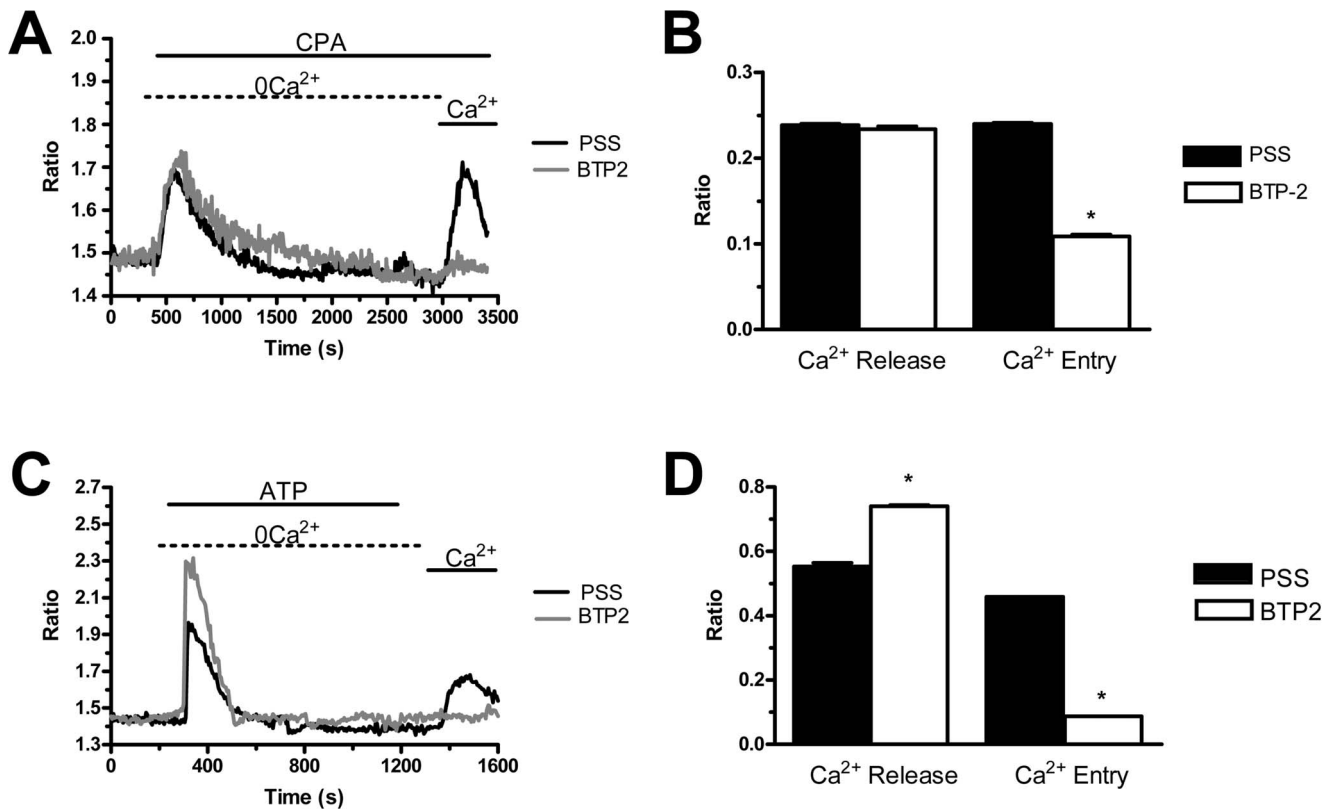 A
CPA
0Ca²⁺
Ca²⁺
2.0
1.9
1.8
1.7
1.6
1.5
1.4
Ratio
0 500 1000 1500 2000 2500 3000 3500
Time (s)
PSS
BTP2
B
0.3
0.2
0.1
0.0
Ratio
*
Ca²⁺ Release Ca²⁺ Entry
PSS
BTP-2
C
ATP
0Ca²⁺
Ca²⁺
2.7
2.5
2.3
2.1
1.9
1.7
1.5
1.3
Ratio
0 400 800 1200 1600
Time (s)
PSS
BTP2
D
0.8
0.6
0.4
0.2
0.0
Ratio
*
*
Ca²⁺ Release Ca²⁺ Entry
PSS
BTP2